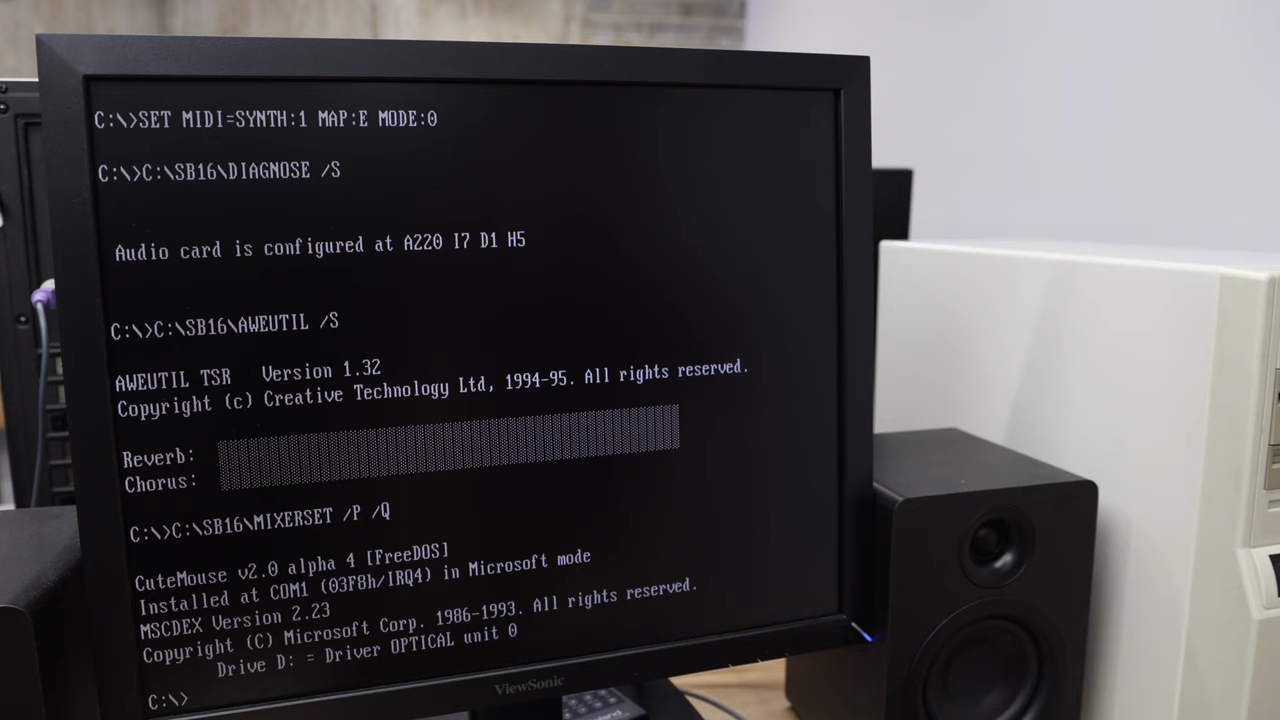 C:\>SET MIDI=SYNTH:1 MAP:E MODE:0
C:\>C:\SB16\DIAGNOSE /S
Audio card is configured at A220 I7 D1 H5
C:\>C:\SB16\AWEUTIL /S
AWEUTIL TSR   Version 1.32
Copyright (c) Creative Technology Ltd, 1994-95. All rights reserved.
Reverb:
Chorus:
C:\>C:\SB16\MIXERSET /P /Q
CuteMouse v2.0 alpha 4 [FreeDOS]
Installed at COM1 (03F8h/IRQ4) in Microsoft mode
MSCDEX Version 2.23
Copyright (C) Microsoft Corp. 1986-1993. All rights reserved.
Drive D: = Driver OPTICAL unit 0
C:\>
ViewSonic